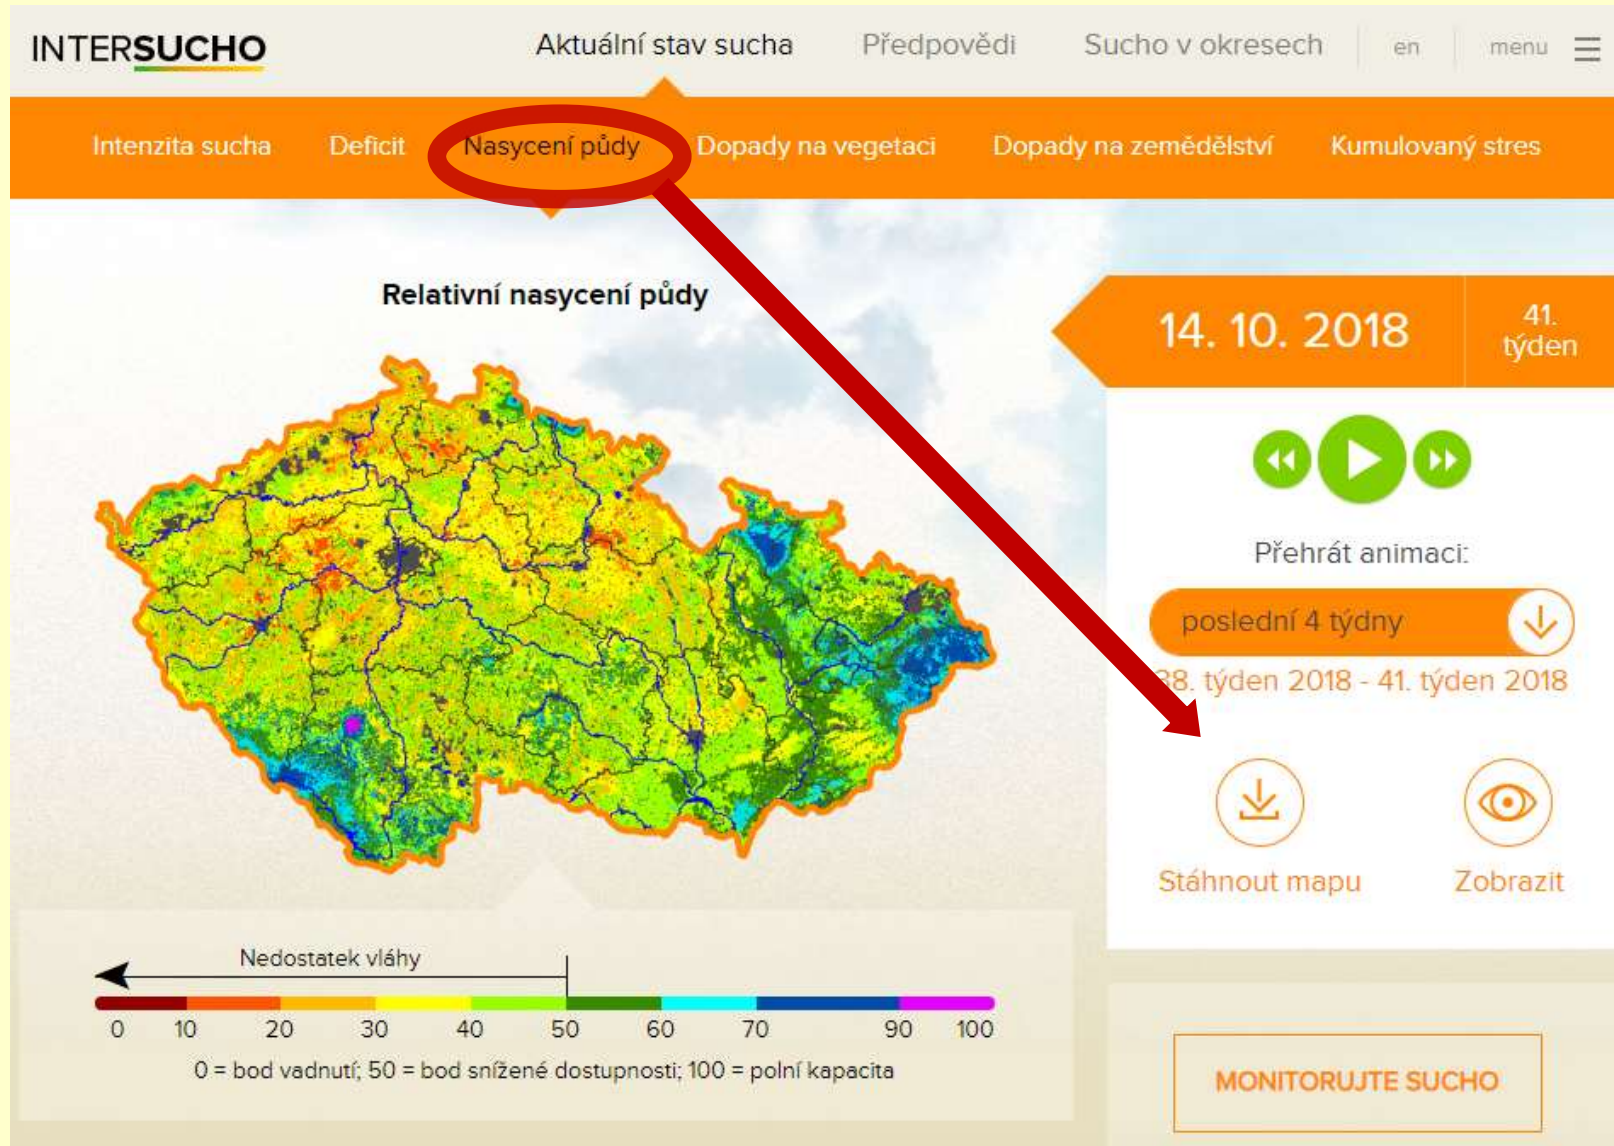 INTERSUCHO
Aktuální stav sucha
Předpovědi
Sucho v okresech
en
menu
Intenzita sucha
Deficit
Nasycení půdy
Dopady na vegetaci
Dopady na zemědělství
Kumulovaný stres
Relativní nasycení půdy
14. 10. 2018
41.
týden
Přehrát animaci:
poslední 4 týdny
38. týden 2018 - 41. týden 2018
Stáhnout mapu
Zobrazit
Nedostatek vláhy
0 10 20 30 40 50 60 70 90 100
0 = bod vadnutí; 50 = bod snížené dostupnosti; 100 = polní kapacita
MONITORUJTE SUCHO